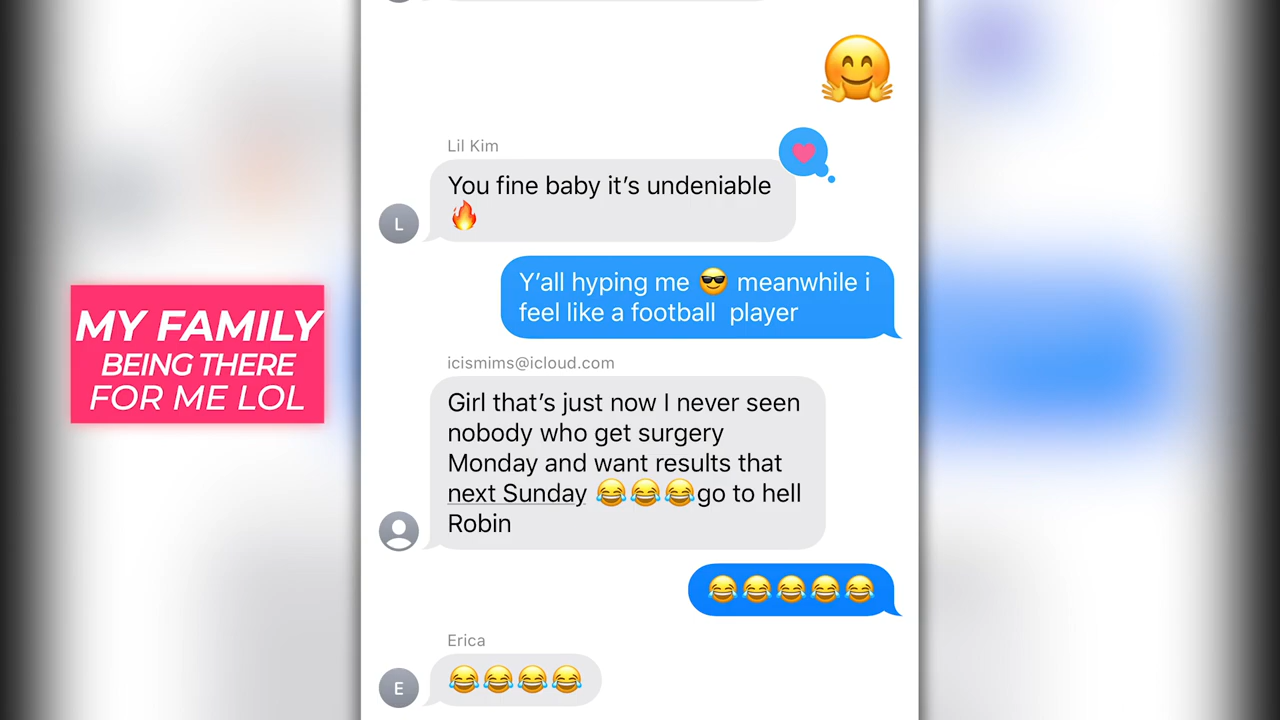 MY FAMILY
BEING THERE
FOR ME LOL
🤗
Lil Kim
You fine baby it’s undeniable
🔥
L
Y’all hyping me 😎 meanwhile i
feel like a football  player
icismims@icloud.com
Girl that’s just now I never seen
nobody who get surgery
Monday and want results that
next Sunday 😂😂😂go to hell
Robin
😂😂😂😂😂
Erica
😂😂😂😂
E